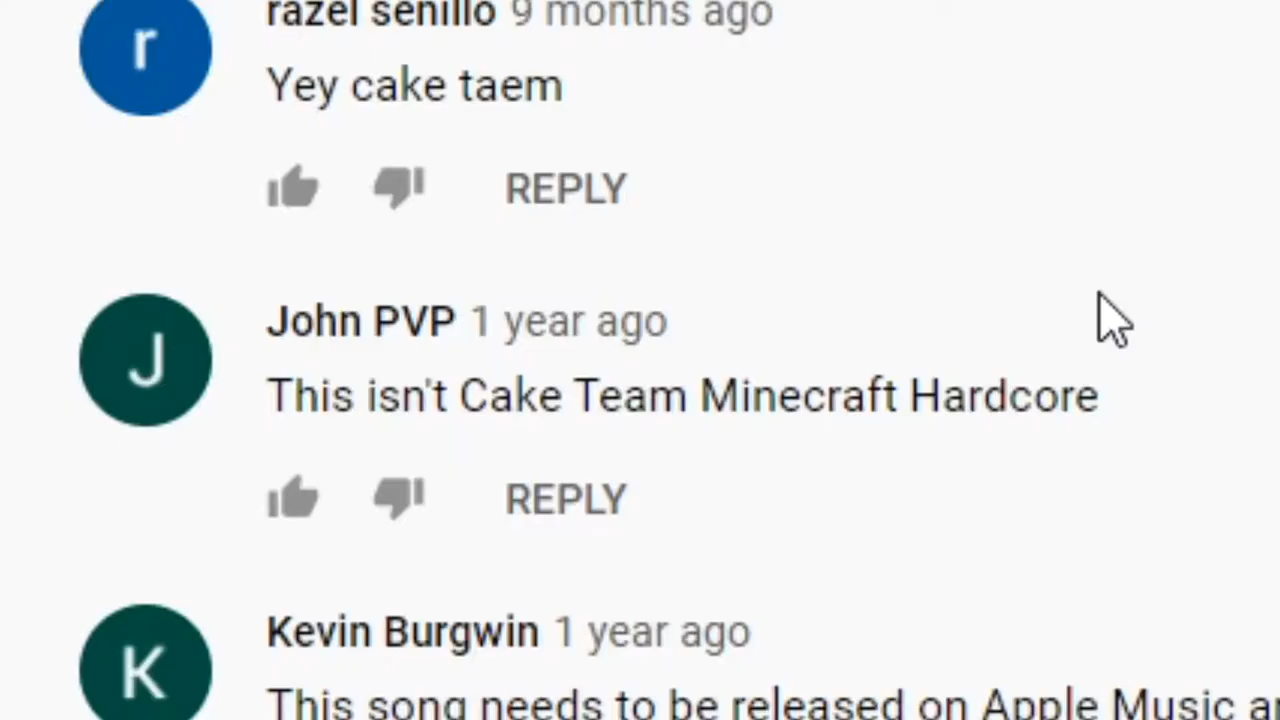 r
razel senillo 9 months ago
Yey cake taem
REPLY
J
John PVP 1 year ago
This isn't Cake Team Minecraft Hardcore
REPLY
K
Kevin Burgwin 1 year ago
This song needs to be released on Apple Music